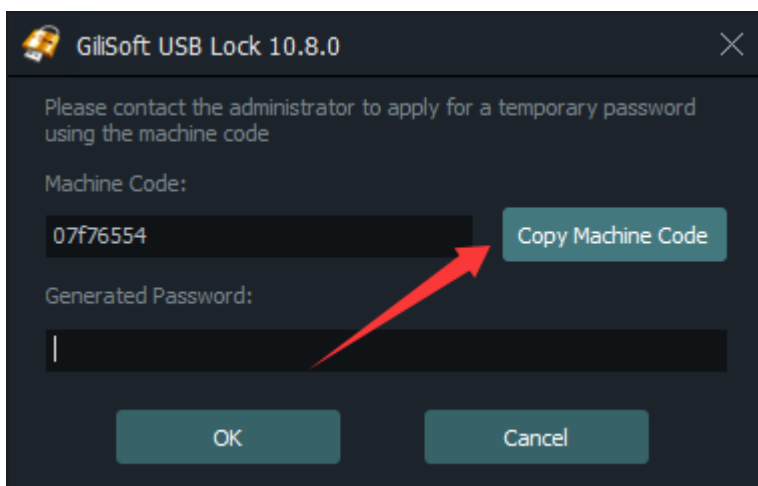 GiliSoft USB Lock 10.8.0
Please contact the administrator to apply for a temporary password
using the machine code
Machine Code:
07f76554
Copy Machine Code
Generated Password:
OK
Cancel